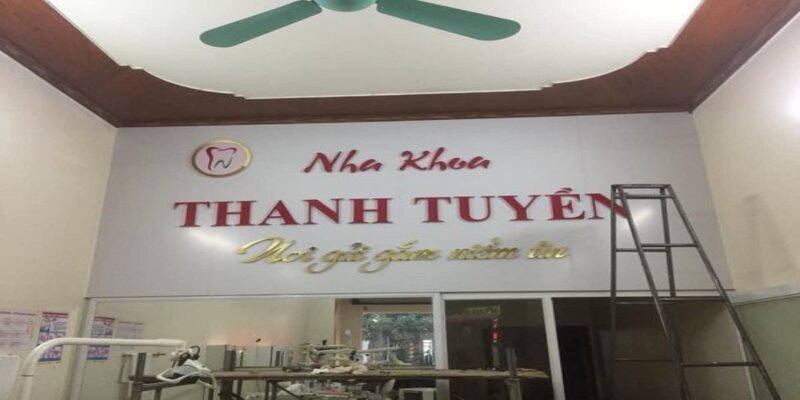 Nha Khoa
THANH TUYỀN
Nơi gửi gắm niềm tin